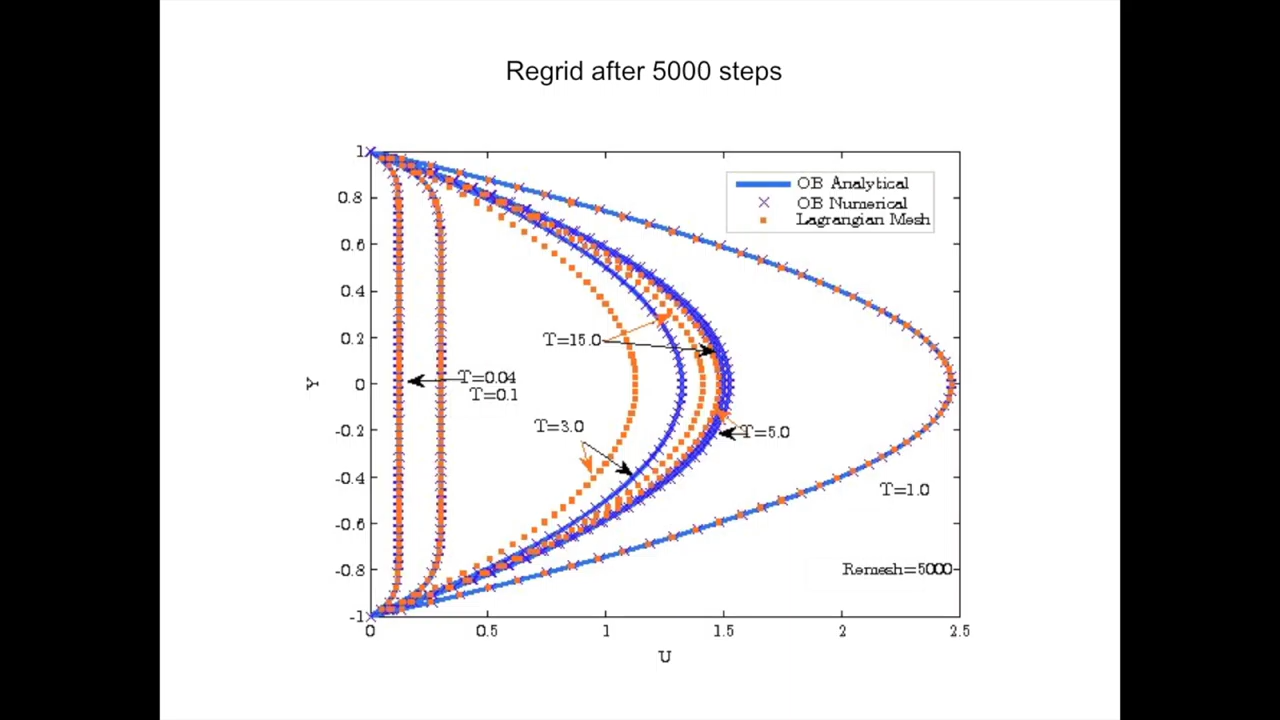 Regrid after 5000 steps
OB Analytical
OB Numerical
Lagrangian Mesh
1
0.8
0.6
0.4
0.2
0
-0.2
-0.4
-0.6
-0.8
-1
Y
T=15.0
T=0.04
T=0.1
T=3.0
T=5.0
T=1.0
Remesh=5000
0
0.5
1
1.5
2
2.5
U